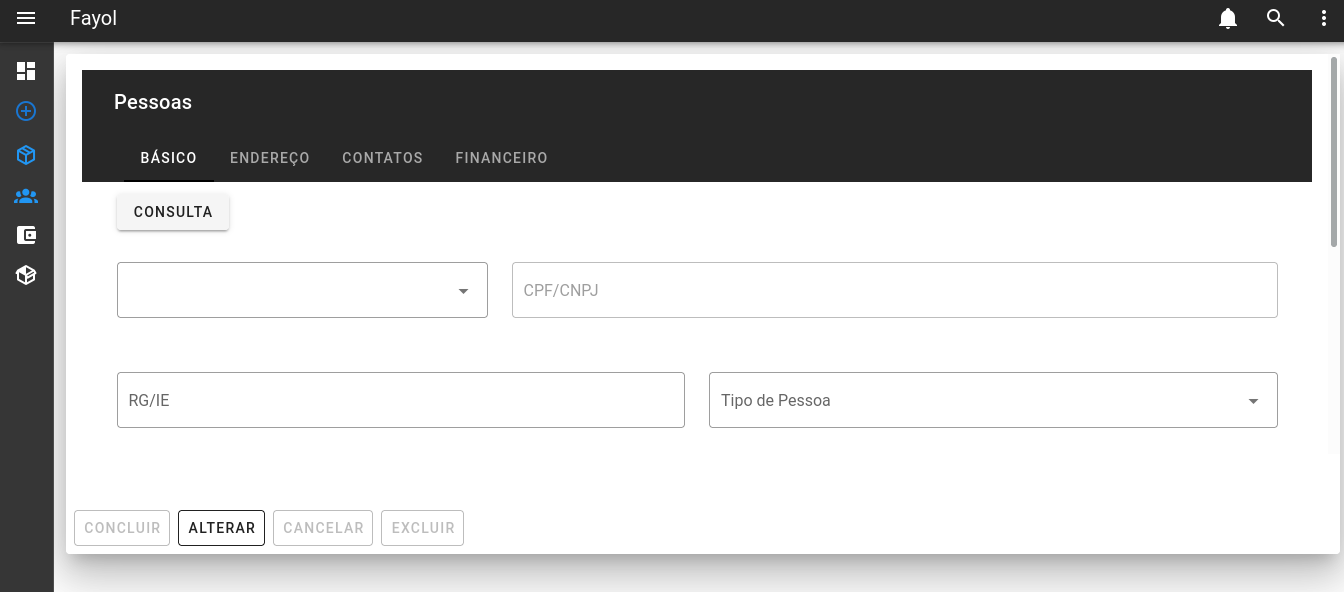 Fayol
Pessoas
BÁSICO ENDEREÇO CONTATOS FINANCEIRO
CONSULTA
CPF/CNPJ
RG/IE Tipo de Pessoa
CONCLUIR ALTERAR CANCELAR EXCLUIR